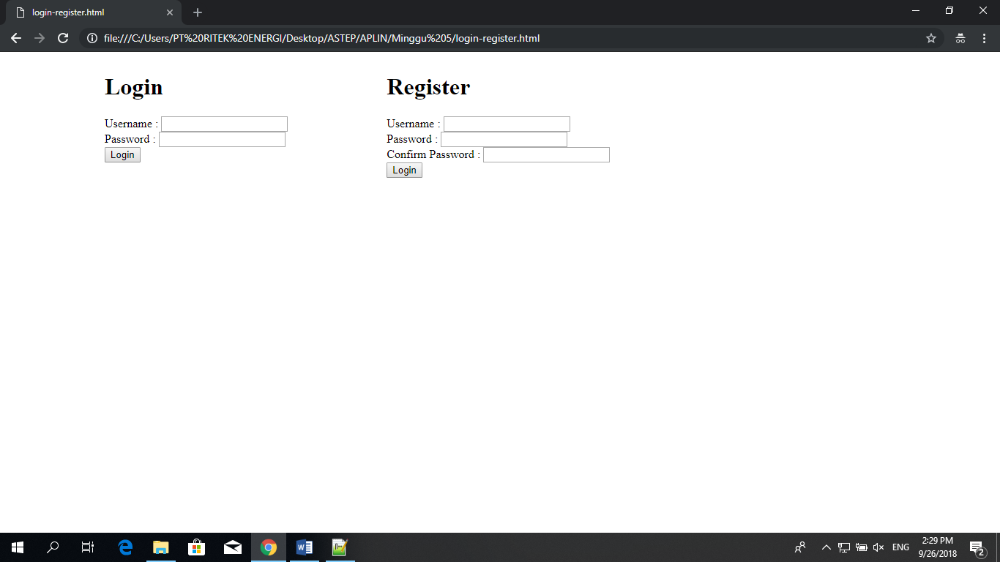 login-register.html
file:///C:/Users/PT%20RITEK%20ENERGI/Desktop/ASTEP/APLIN/Minggu%205/login-register.html
Login
Username :
Password :
Login
Register
Username :
Password :
Confirm Password :
Login
ENG
2:29 PM
9/26/2018
2